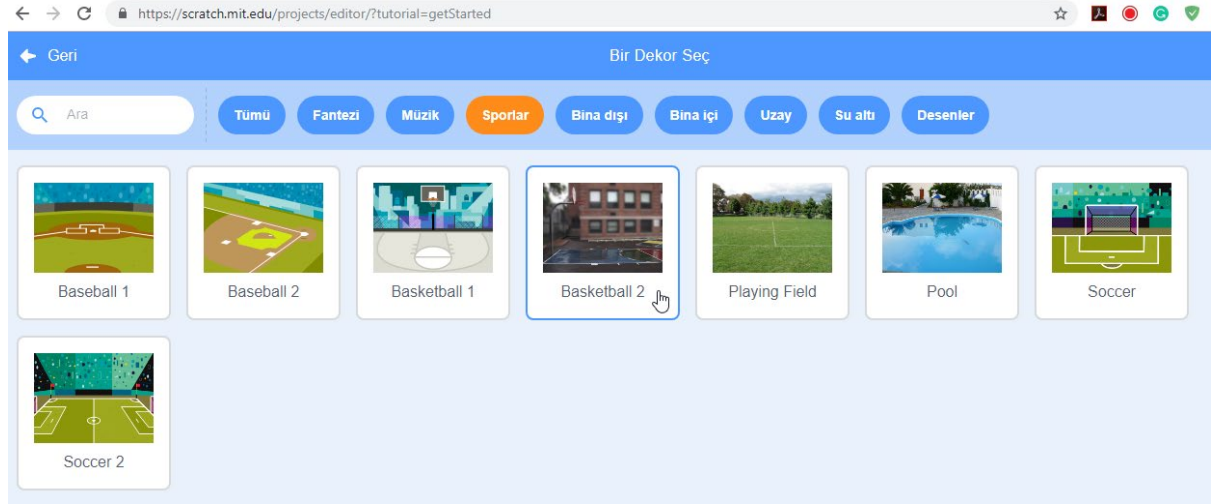 https://scratch.mit.edu/projects/editor/?tutorial=getStarted
Geri
Bir Dekor Seç
Ara
Tümü Fantezi Müzik Sporlar Bina dışı Bina içi Uzay Su altı Desenler
Baseball 1 Baseball 2 Basketball 1 Basketball 2 Playing Field Pool Soccer
Soccer 2